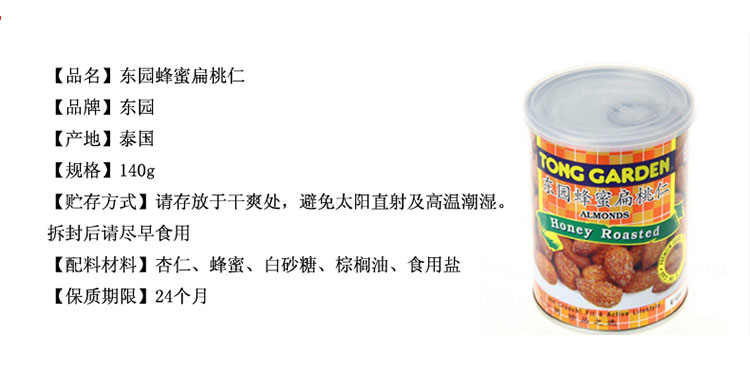 【品名】东园蜂蜜扁桃仁
【品牌】东园
【产地】泰国
【规格】140g
【贮存方式】请存放于干爽处，避免太阳直射及高温潮湿。
拆封后请尽早食用
【配料材料】杏仁、蜂蜜、白砂糖、棕榈油、食用盐
【保质期限】24个月
TONG GARDEN
东园蜂蜜扁桃仁
ALMONDS
Honey Roasted